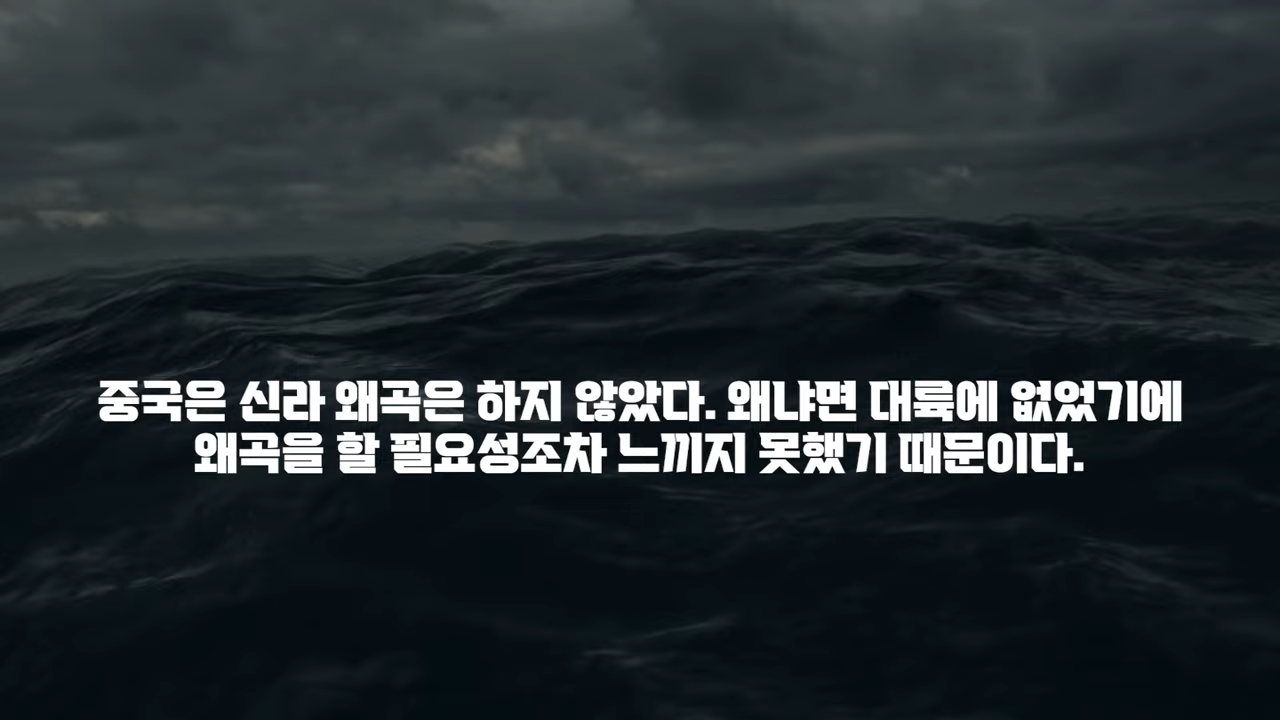 중국은 신라 왜곡은 하지 않았다. 왜냐면 대륙에 없었기에
왜곡을 할 필요성조차 느끼지 못했기 때문이다.